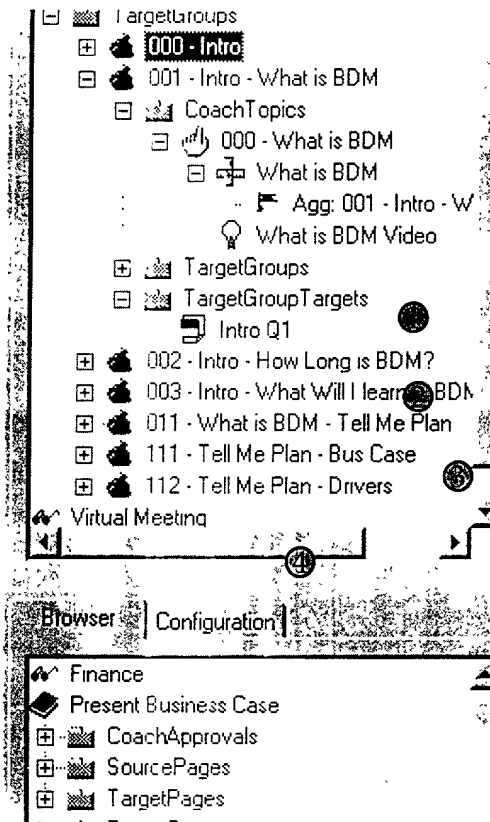 TargetGroups
000 - Intro
001 - Intro - What is BDM
CoachTopics
000 - What is BDM
What is BDM
Agg: 001 - Intro - W
What is BDM Video
TargetGroups
TargetGroupTargets
Intro Q1
002 - Intro - How Long is BDM?
003 - Intro - What Will I learn BDM
011 - What is BDM - Tell Me Plan
111 - Tell Me Plan - Bus Case
112 - Tell Me Plan - Drivers
Virtual Meeting
4
Browser Configuration
Finance
Present Business Case
CoachApprovals
SourcePages
TargetPages